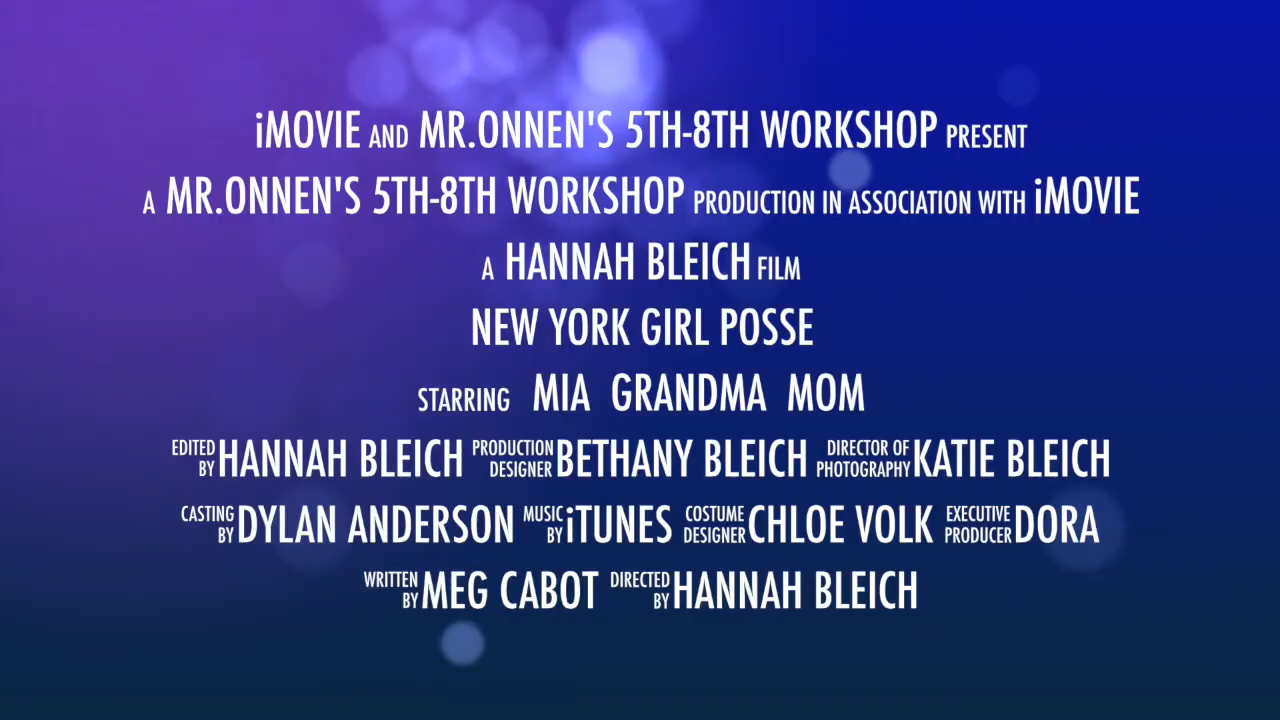 iMOVIE AND MR.ONNEN'S 5TH-8TH WORKSHOP PRESENT
A MR.ONNEN'S 5TH-8TH WORKSHOP PRODUCTION IN ASSOCIATION WITH iMOVIE
A HANNAH BLEICH FILM
NEW YORK GIRL POSSE
STARRING MIA GRANDMA MOM
EDITED BY HANNAH BLEICH PRODUCTION DESIGNER BETHANY BLEICH DIRECTOR OF PHOTOGRAPHY KATIE BLEICH
CASTING BY DYLAN ANDERSON MUSIC BY iTUNES COSTUME DESIGNER CHLOE VOLK EXECUTIVE PRODUCER DORA
WRITTEN BY MEG CABOT DIRECTED BY HANNAH BLEICH